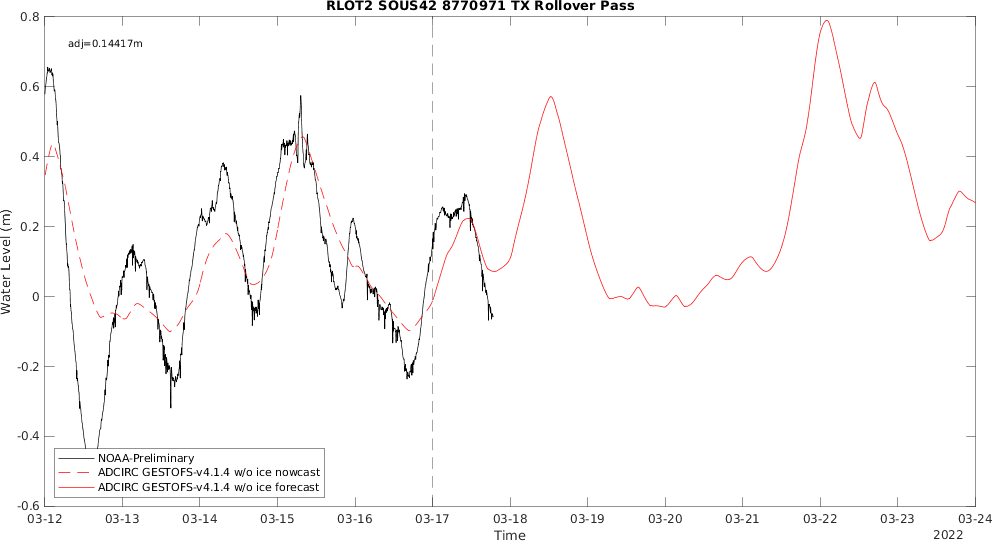 RLOT2 SOUS42 8770971 TX Rollover Pass
adj=0.14417m
Water Level (m)
0.8
0.6
0.4
0.2
0
-0.2
-0.4
-0.6
NOAA-Preliminary
ADCIRC GESTOFS-v4.1.4 w/o ice nowcast
ADCIRC GESTOFS-v4.1.4 w/o ice forecast
03-12 03-13 03-14 03-15 03-16 03-17 03-18 03-19 03-20 03-21 03-22 03-23 03-24
Time
2022